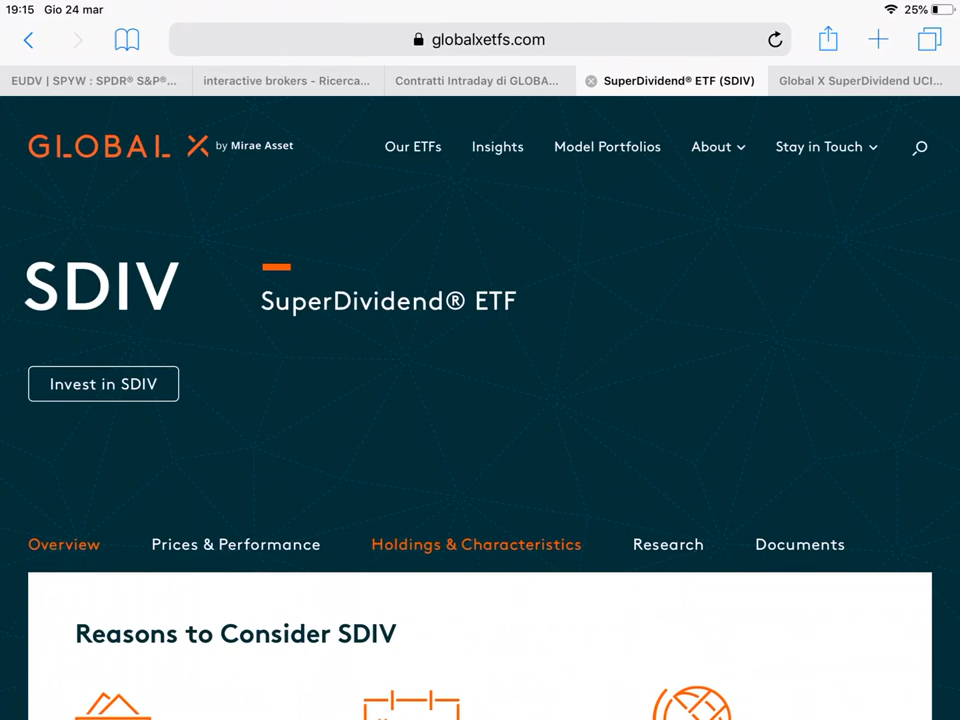 19:15 Gio 24 mar 25%
globalxetfs.com
EUDV | SPYW : SPDR® S&P®... interactive brokers - Ricerca... Contratti Intraday di GLOBA... SuperDividend® ETF (SDIV) Global X SuperDividend UCI...
GLOBAL X by Mirae Asset Our ETFs Insights Model Portfolios About Stay in Touch
SDIV SuperDividend® ETF
Invest in SDIV
Overview Prices & Performance Holdings & Characteristics Research Documents
Reasons to Consider SDIV